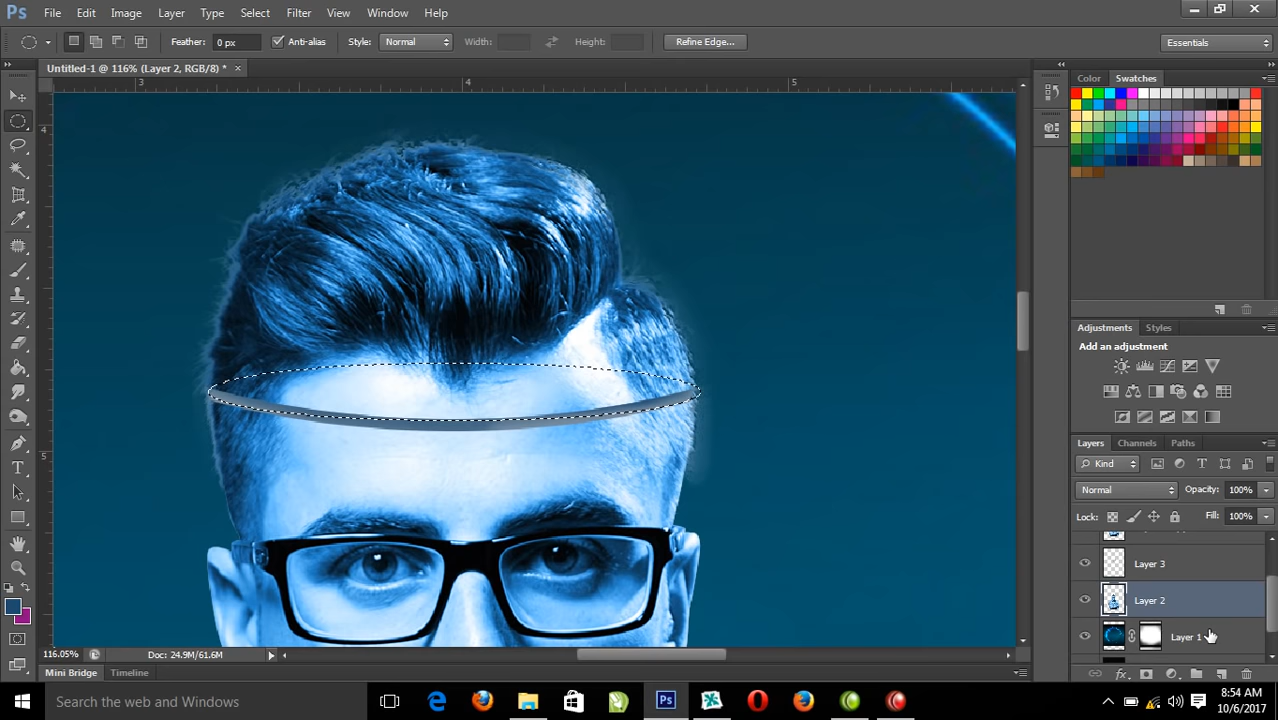 Ps File Edit Image Layer Type Select Filter 3D View Window Help
Feather: 0 px Anti-alias Style: Normal Width: Height: Refine Edge... Essentials
Untitled-1 @ 116% (Layer 2, RGB/8) * ×
3 4 5
4
5
Color Swatches
Adjustments Styles
Add an adjustment
Layers Channels Paths
Kind
Normal Opacity: 100%
Lock: Fill: 100%
Layer 3
Layer 2
Layer 1
116.05% Doc: 24.9M/61.6M
Mini Bridge Timeline
Search the web and Windows
8:54 AM
10/6/2017